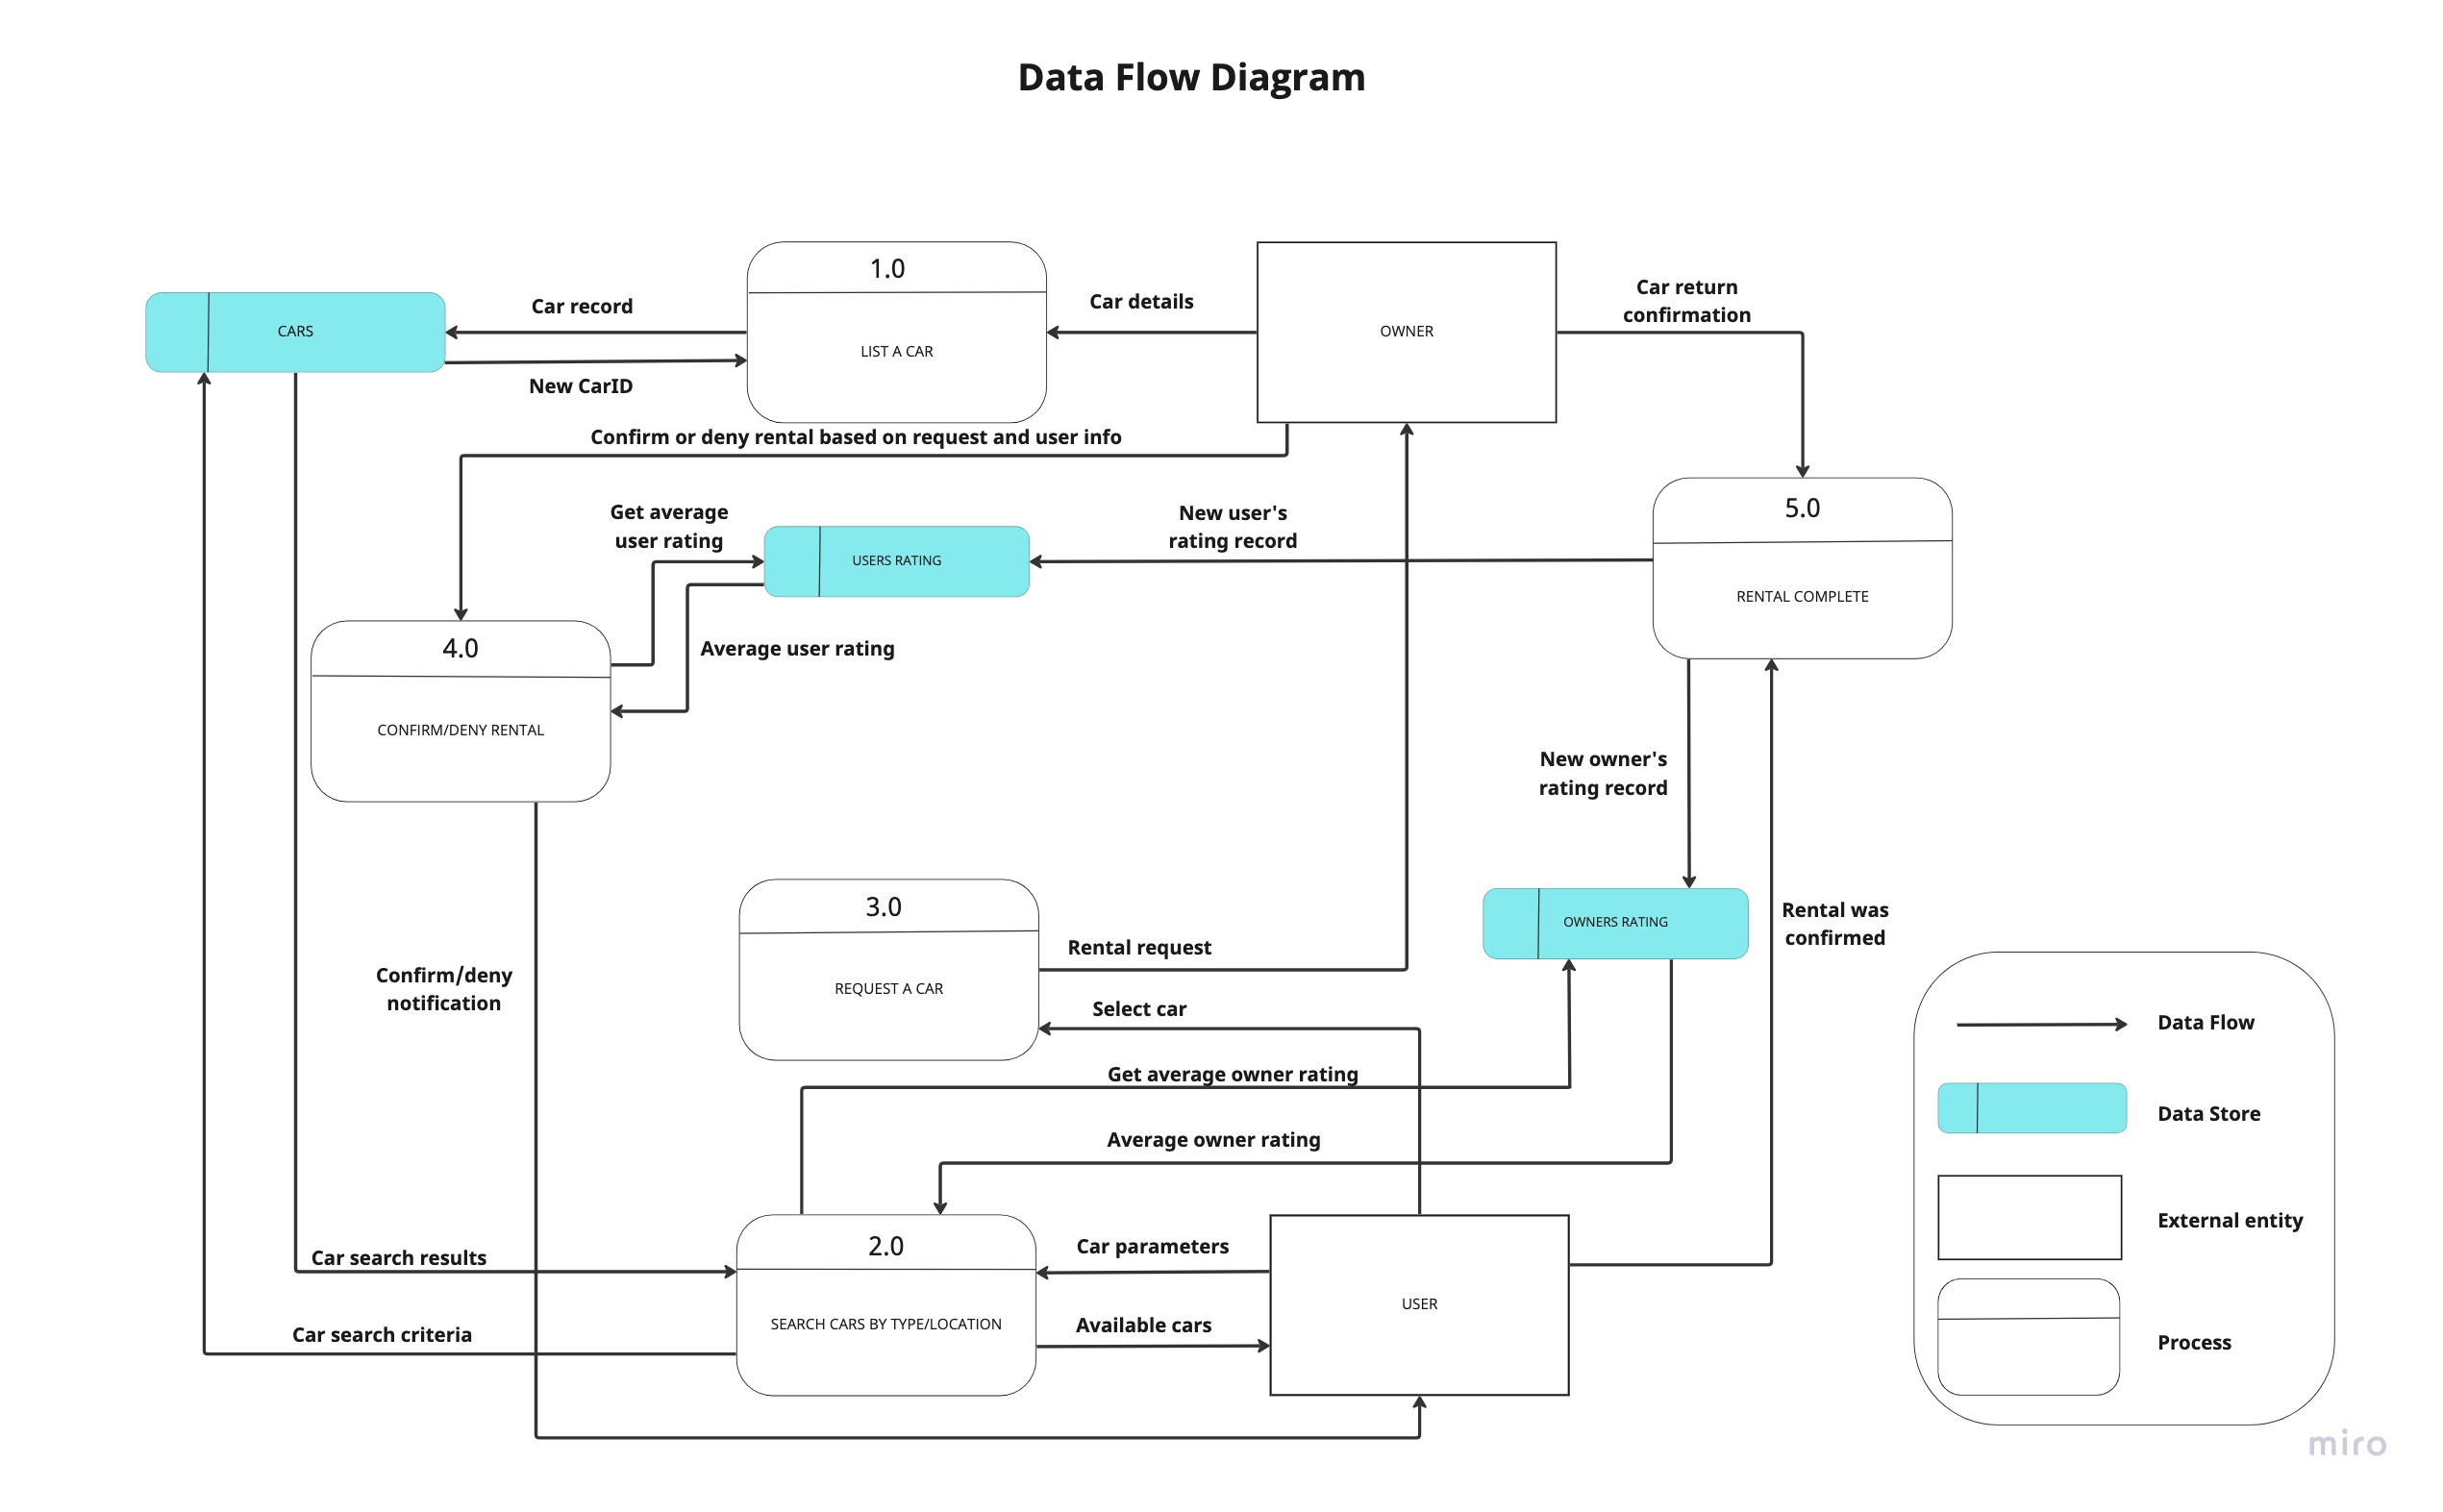 Data Flow Diagram
1.0
LIST A CAR
OWNER
CARS
Car record
New CarID
Car details
Car return
confirmation
Confirm or deny rental based on request and user info
Get average
user rating
USERS RATING
New user's
rating record
5.0
RENTAL COMPLETE
4.0
CONFIRM/DENY RENTAL
Average user rating
New owner's
rating record
3.0
REQUEST A CAR
Rental request
Select car
OWNERS RATING
Rental was
confirmed
Confirm/deny
notification
Get average owner rating
Average owner rating
2.0
SEARCH CARS BY TYPE/LOCATION
Car search results
Car search criteria
Car parameters
Available cars
USER
Data Flow
Data Store
External entity
Process
miro